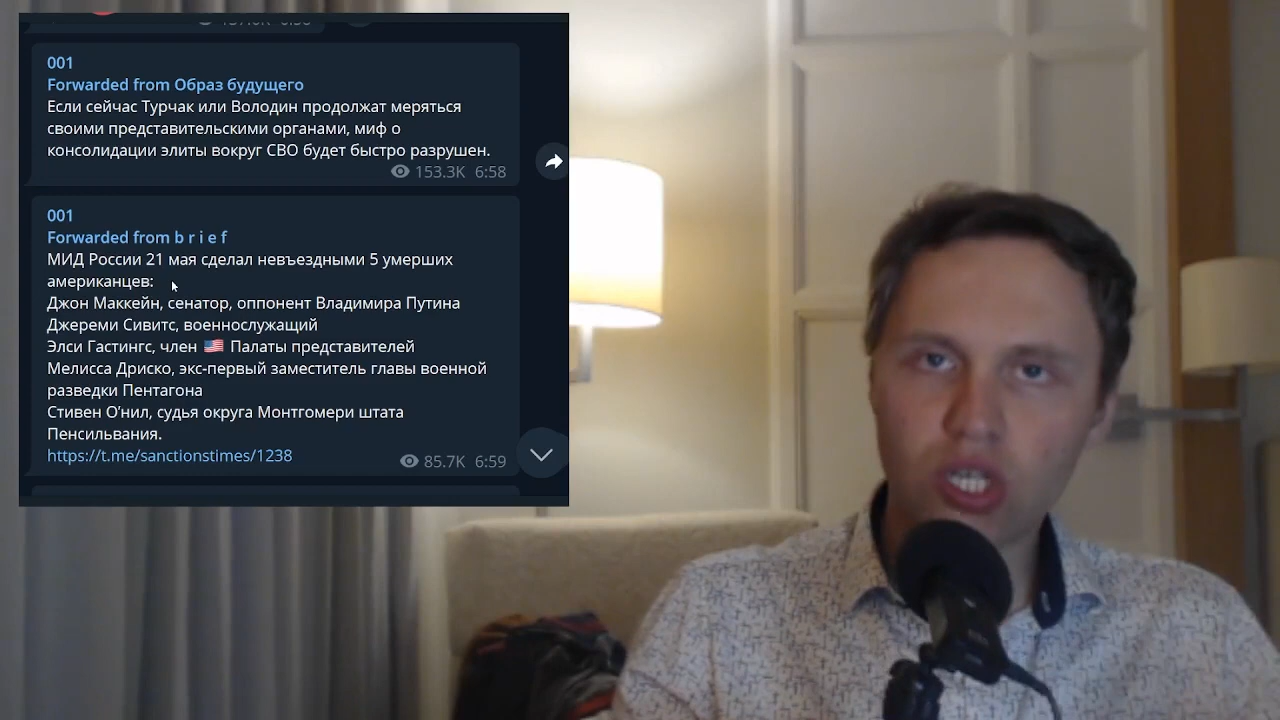 001
Forwarded from Образ будущего
Если сейчас Турчак или Володин продолжат меряться
своими представительскими органами, миф о
консолидации элиты вокруг СВО будет быстро разрушен.
153.3K 6:58
001
Forwarded from b r i e f
МИД России 21 мая сделал невъездными 5 умерших
американцев:
Джон Маккейн, сенатор, оппонент Владимира Путина
Джереми Сивитс, военнослужащий
Элси Гастингс, член 🇺🇸 Палаты представителей
Мелисса Дриско, экс-первый заместитель главы военной
разведки Пентагона
Стивен О'нил, судья округа Монтгомери штата
Пенсильвания.
https://t.me/sanctionstimes/1238
85.7K 6:59